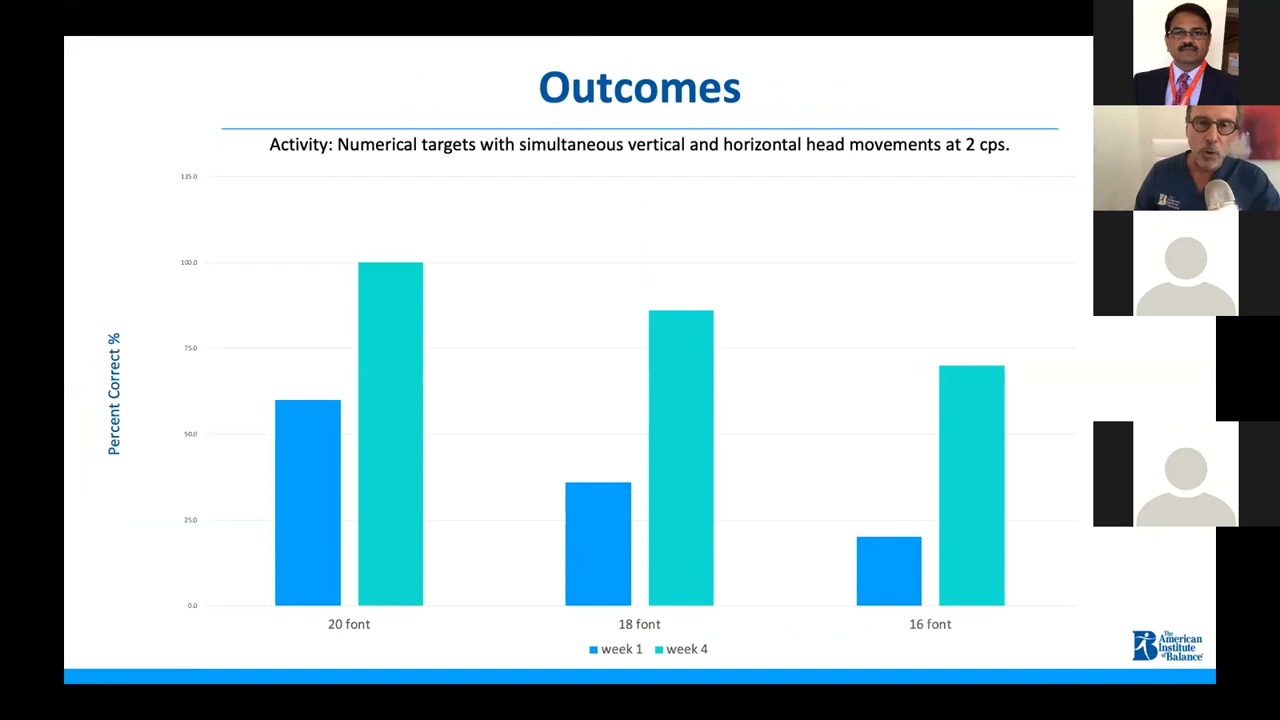 Outcomes
Activity: Numerical targets with simultaneous vertical and horizontal head movements at 2 cps.
125.0
100.0
75.0
50.0
25.0
0.0
Percent Correct %
20 font
18 font
16 font
week 1
week 4
The
American
Institute
of Balance